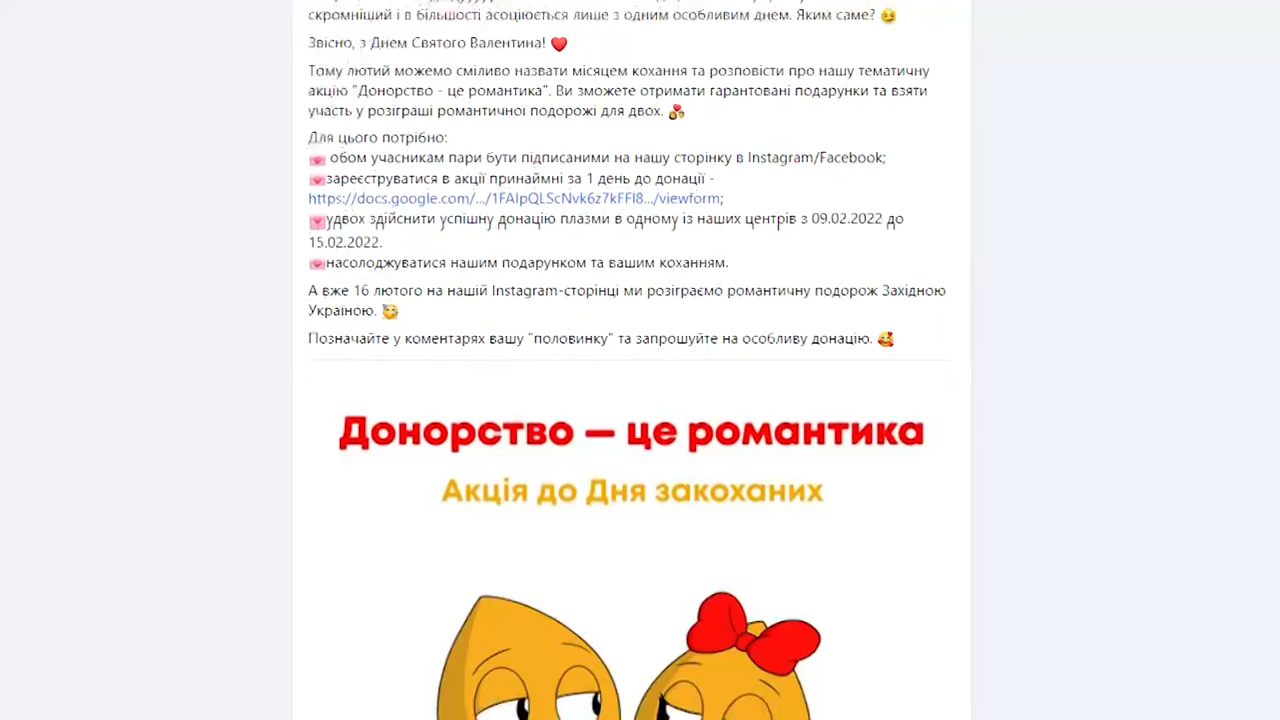 скромніший і в більшості асоціюється лише з одним особливим днем. Яким саме? 😏
Звісно, з Днем Святого Валентина! ❤️
Тому лютий можемо сміливо назвати місяцем кохання та розповісти про нашу тематичну
акцію "Донорство - це романтика". Ви зможете отримати гарантовані подарунки та взяти
участь у розіграші романтичної подорожі для двох. 💑
Для цього потрібно:
💌 обом учасникам пари бути підписаними на нашу сторінку в Instagram/Facebook;
💌зареєструватися в акції принаймні за 1 день до донації -
https://docs.google.com/.../1FAIpQLScNvk6z7kFFI8.../viewform;
💌удвох здійснити успішну донацію плазми в одному із наших центрів з 09.02.2022 до
15.02.2022.
💌насолоджуватися нашим подарунком та вашим коханням.
А вже 16 лютого на нашій Instagram-сторінці ми розіграємо романтичну подорож Західною
Україною. 🥳
Позначайте у коментарях вашу "половинку" та запрошуйте на особливу донацію. 🥰
Донорство — це романтика
Акція до Дня закоханих